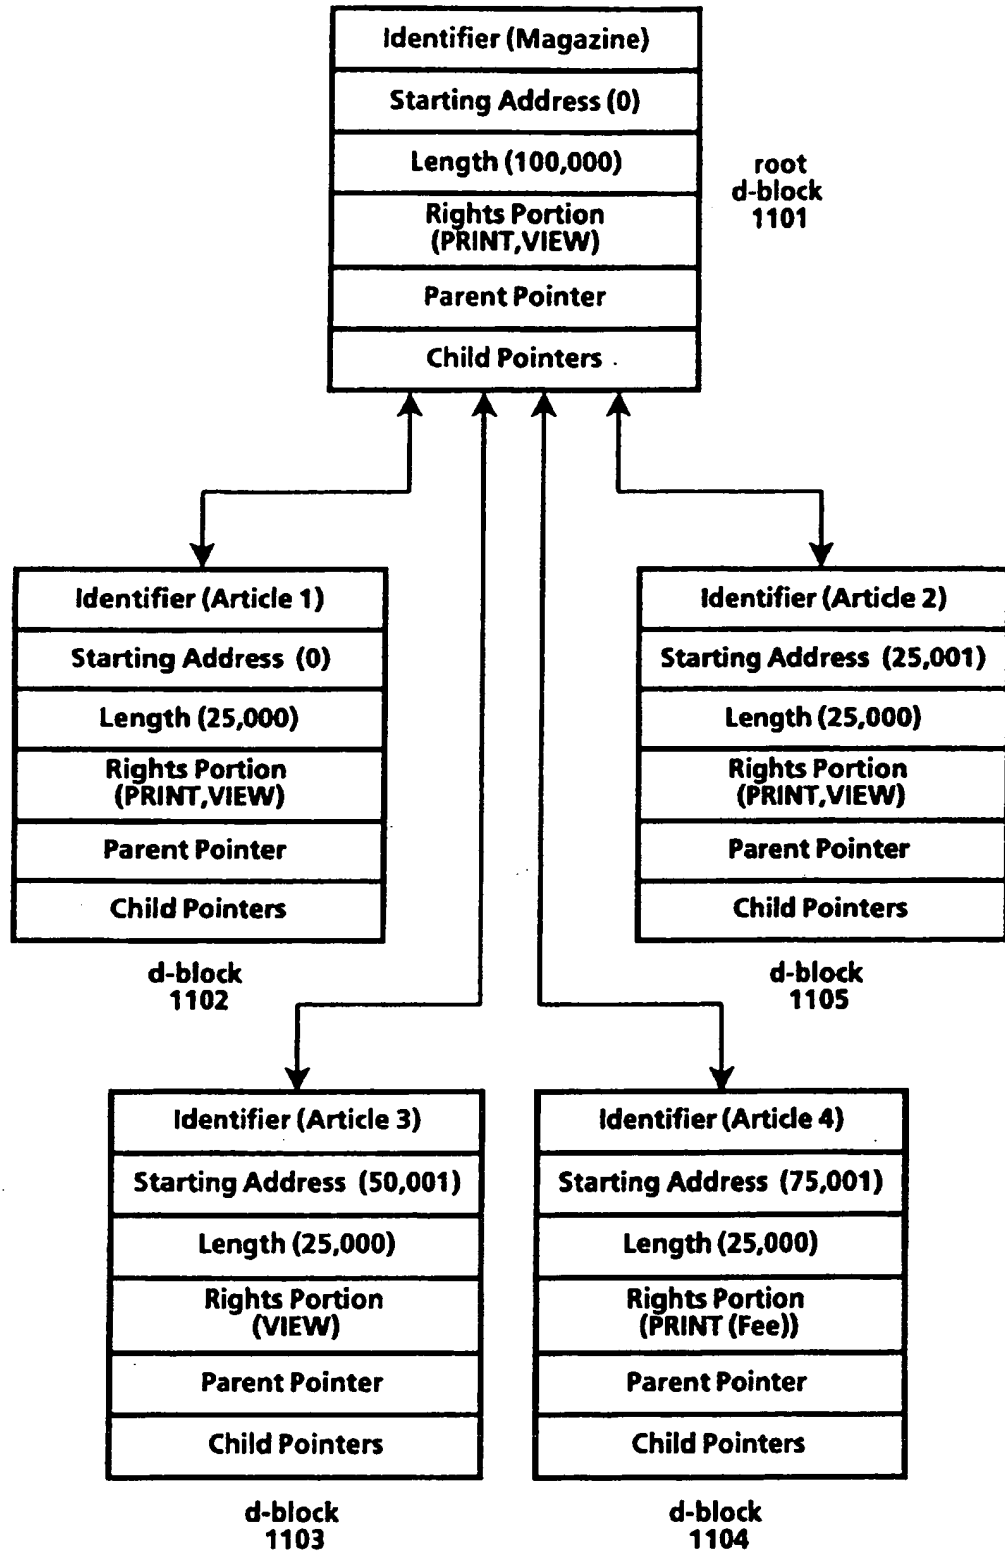 Identifier (Magazine)
Starting Address (0)
Length (100,000)
Rights Portion
(PRINT,VIEW)
Parent Pointer
Child Pointers
root
d-block
1101
Identifier (Article 1)
Starting Address (0)
Length (25,000)
Rights Portion
(PRINT,VIEW)
Parent Pointer
Child Pointers
d-block
1102
Identifier (Article 2)
Starting Address (25,001)
Length (25,000)
Rights Portion
(PRINT,VIEW)
Parent Pointer
Child Pointers
d-block
1105
Identifier (Article 3)
Starting Address (50,001)
Length (25,000)
Rights Portion
(VIEW)
Parent Pointer
Child Pointers
d-block
1103
Identifier (Article 4)
Starting Address (75,001)
Length (25,000)
Rights Portion
(PRINT (Fee))
Parent Pointer
Child Pointers
d-block
1104